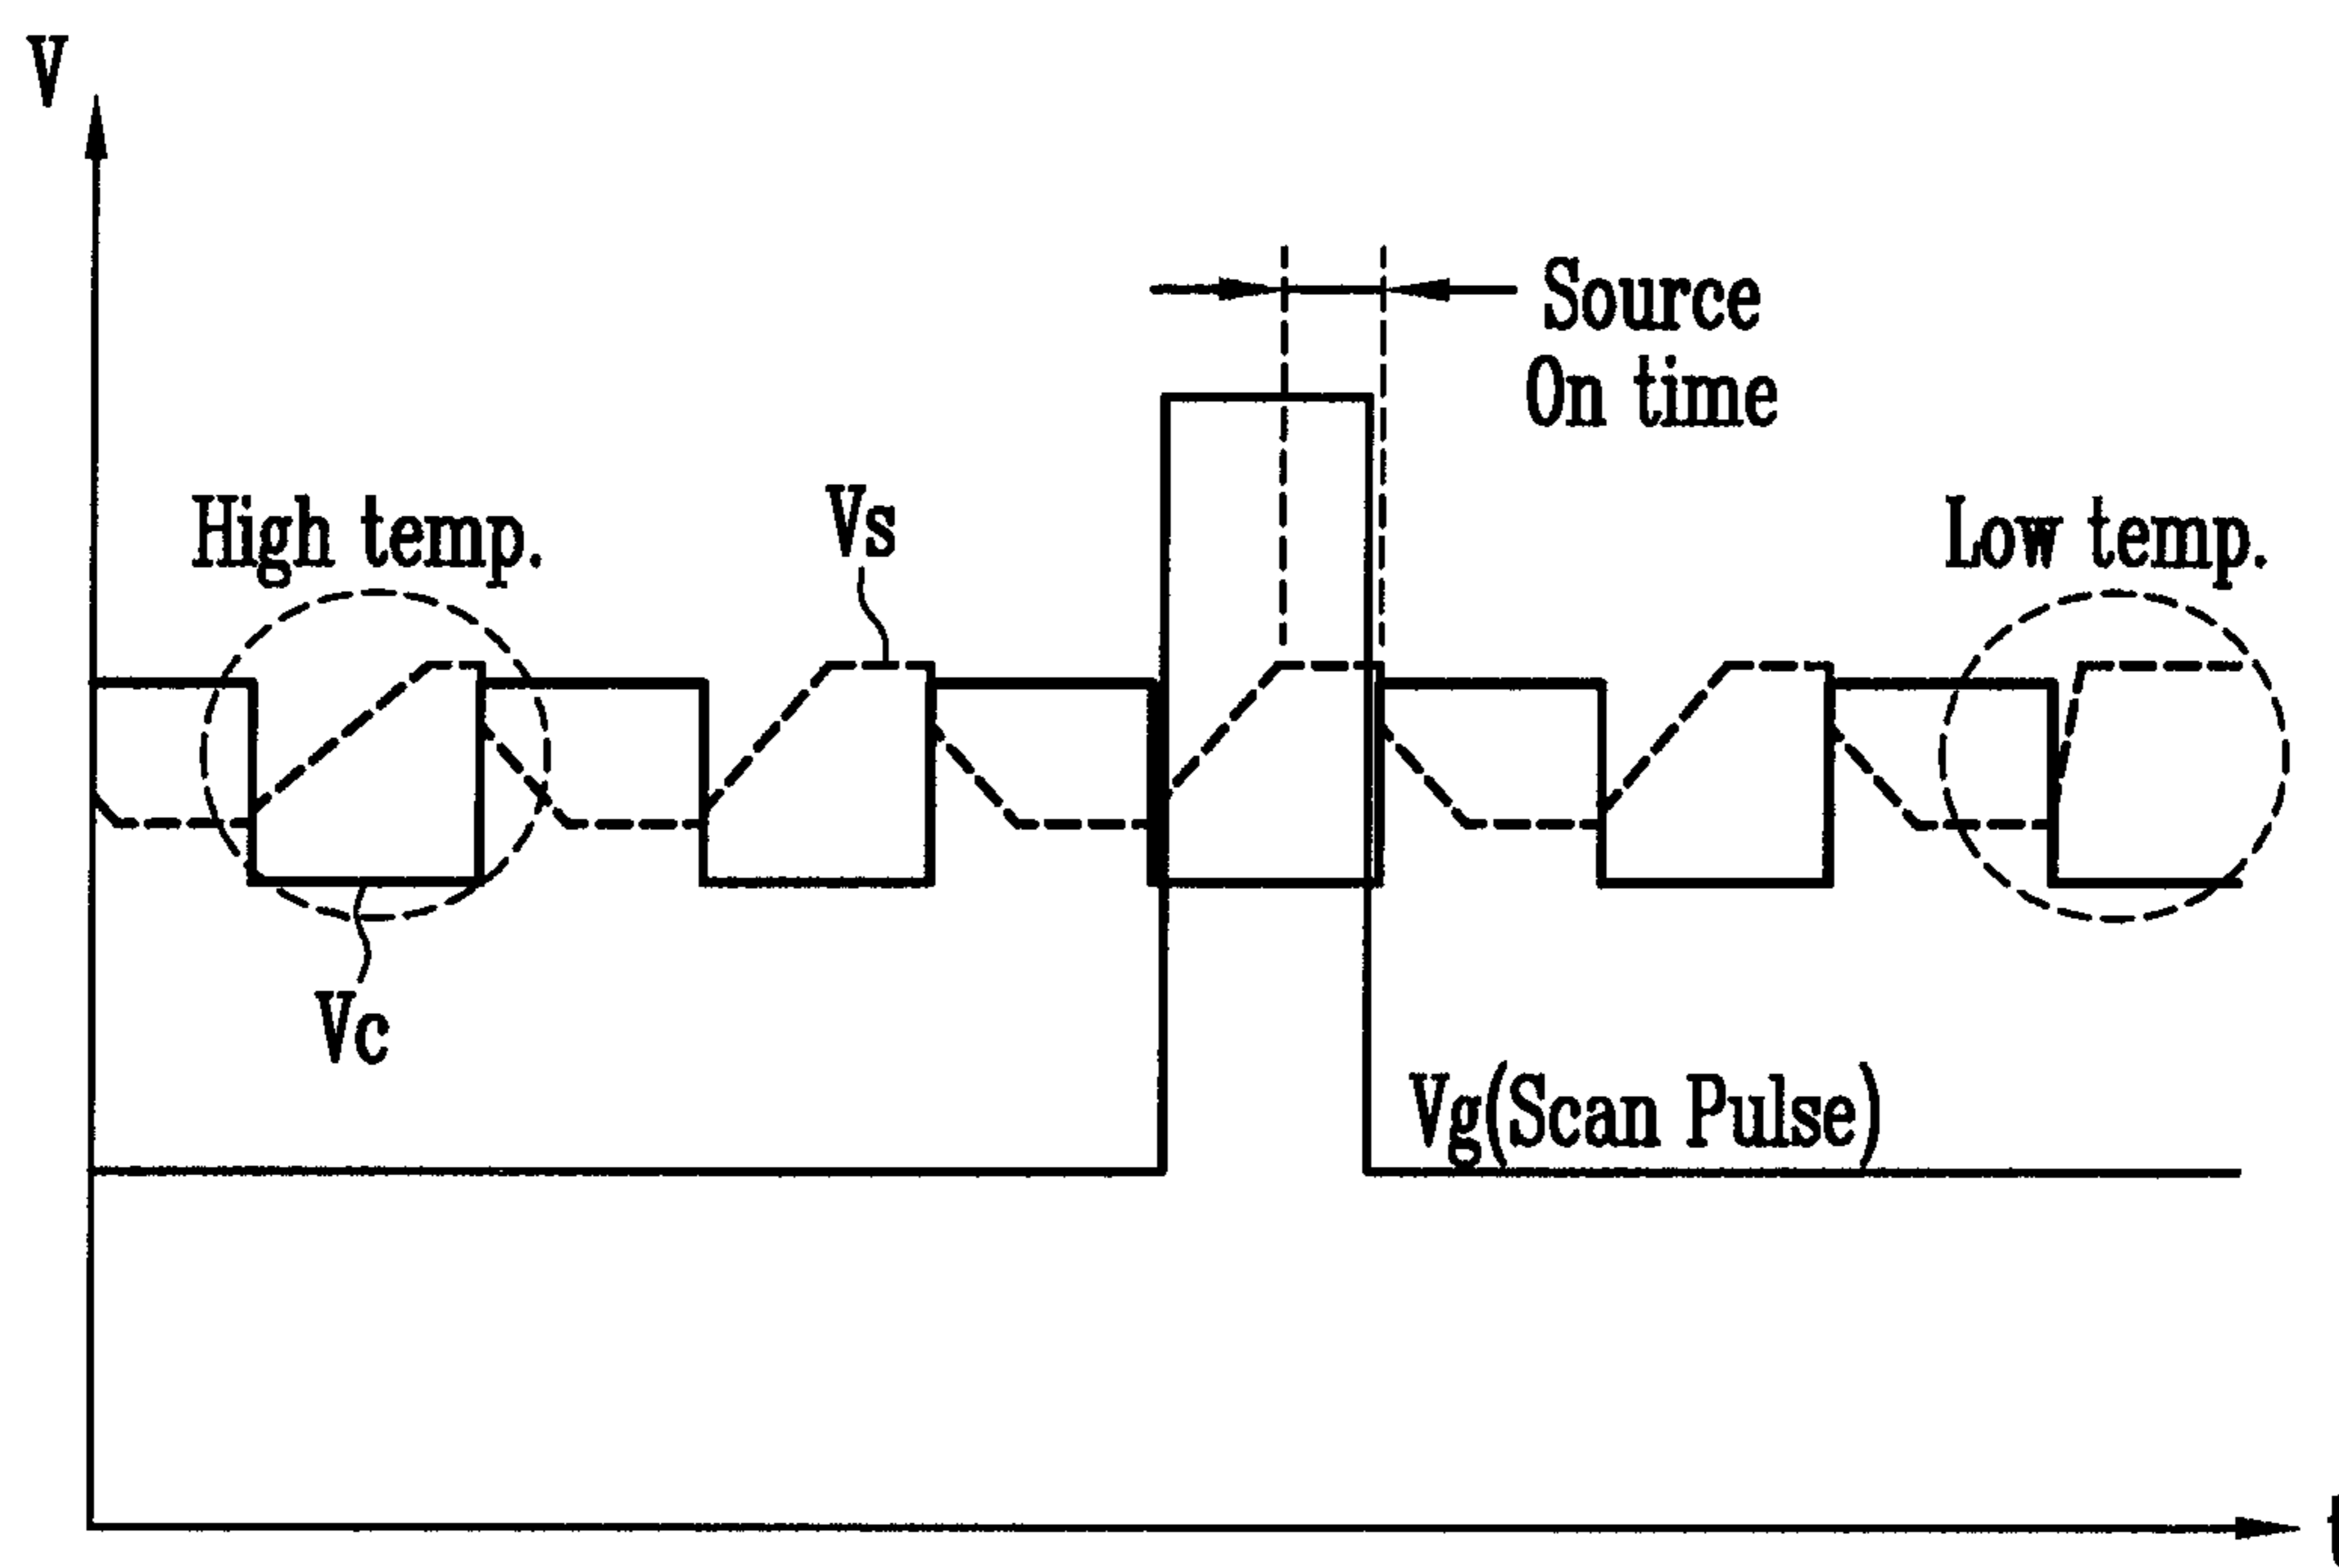 V
Source
On time
High temp.
Vs
Low temp.
Vc
Vg(Scan Pulse)